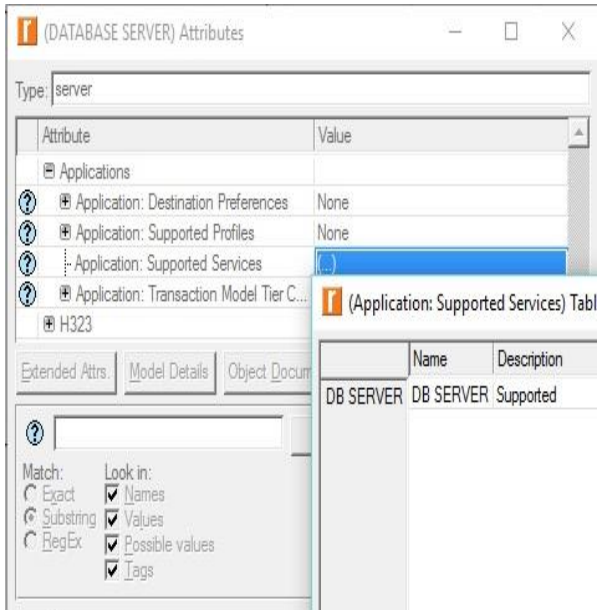 (DATABASE SERVER) Attributes
Type: server
Attribute Value
Applications
Application: Destination Preferences None
Application: Supported Profiles None
Application: Supported Services (...)
Application: Transaction Model Tier C...
H323
Extended Attrs. Model Details Object Docum
(Application: Supported Services) Tabl
Name Description
DB SERVER DB SERVER Supported
Match: Look in:
Exact Names
Substring Values
RegEx Possible values
Tags